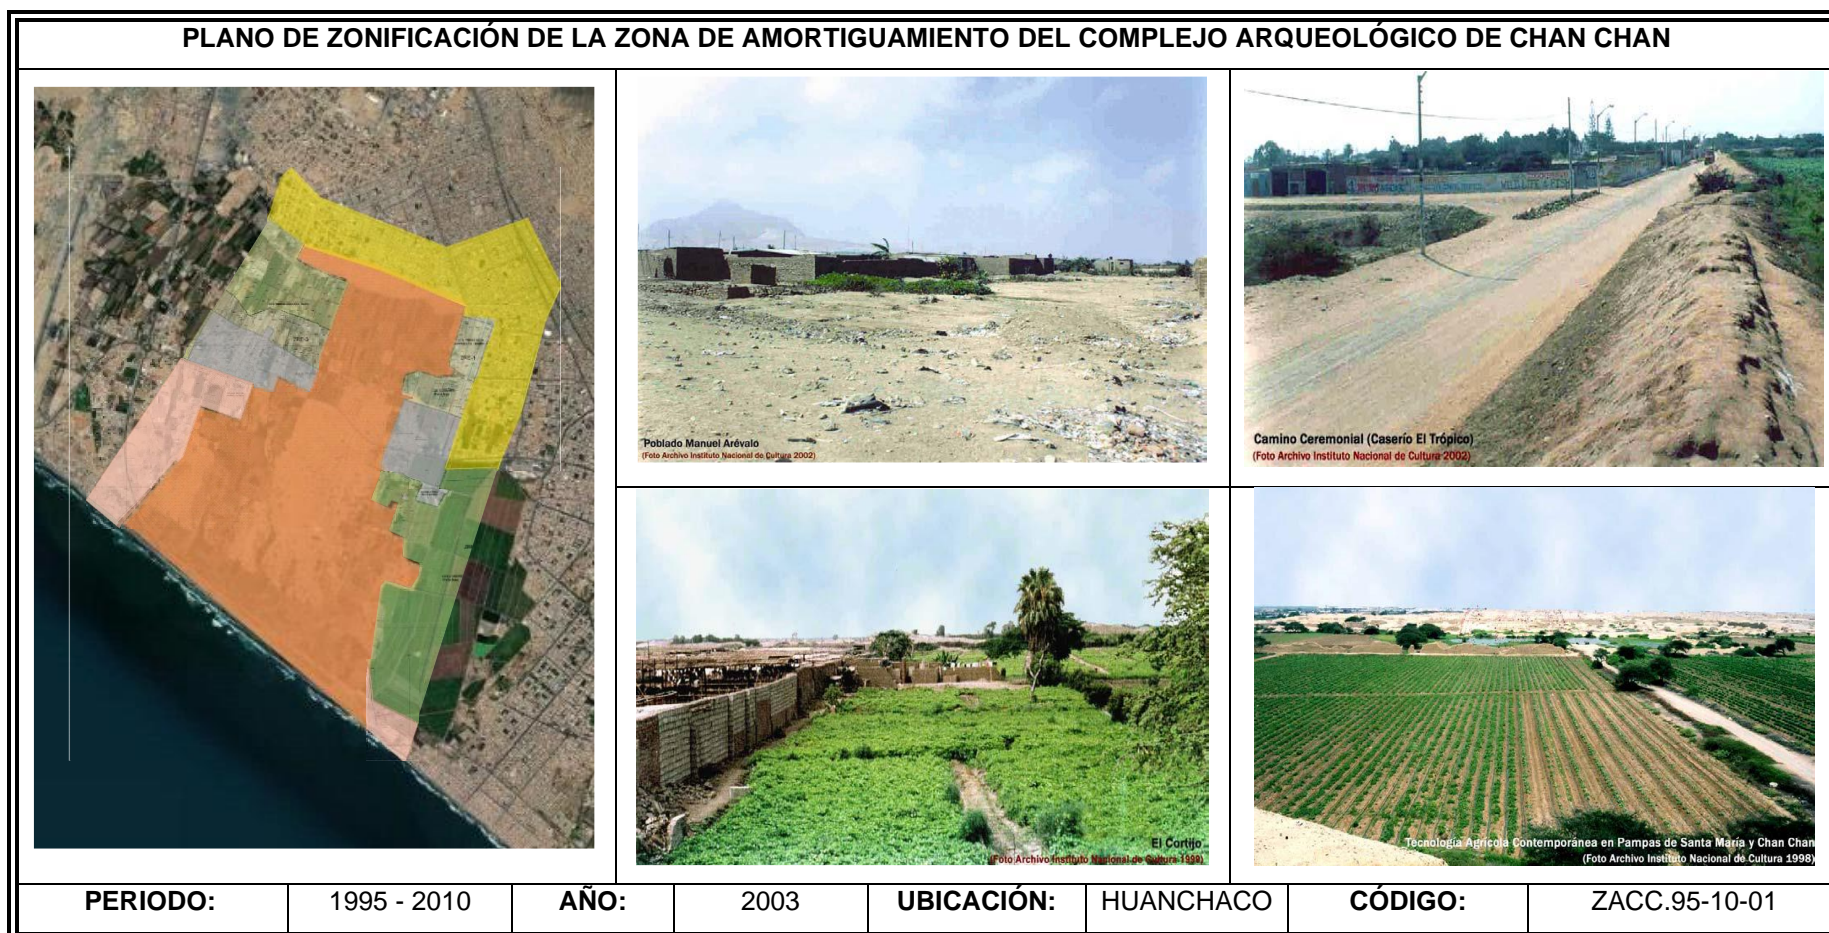 PLANO DE ZONIFICACIÓN DE LA ZONA DE AMORTIGUAMIENTO DEL COMPLEJO ARQUEOLÓGICO DE CHAN CHAN
Poblado Manuel Arévalo
(Foto Archivo Instituto Nacional de Cultura 2002)
Camino Ceremonial (Caserío El Trópico)
(Foto Archivo Instituto Nacional de Cultura 2002)
El Cortijo
(Foto Archivo Instituto Nacional de Cultura 1999)
Tecnología Agrícola Contemporánea en Pampas de Santa María y Chan Chan
(Foto Archivo Instituto Nacional de Cultura 1998)
PERIODO: 1995 - 2010 AÑO: 2003 UBICACIÓN: HUANCHACO CÓDIGO: ZACC.95-10-01